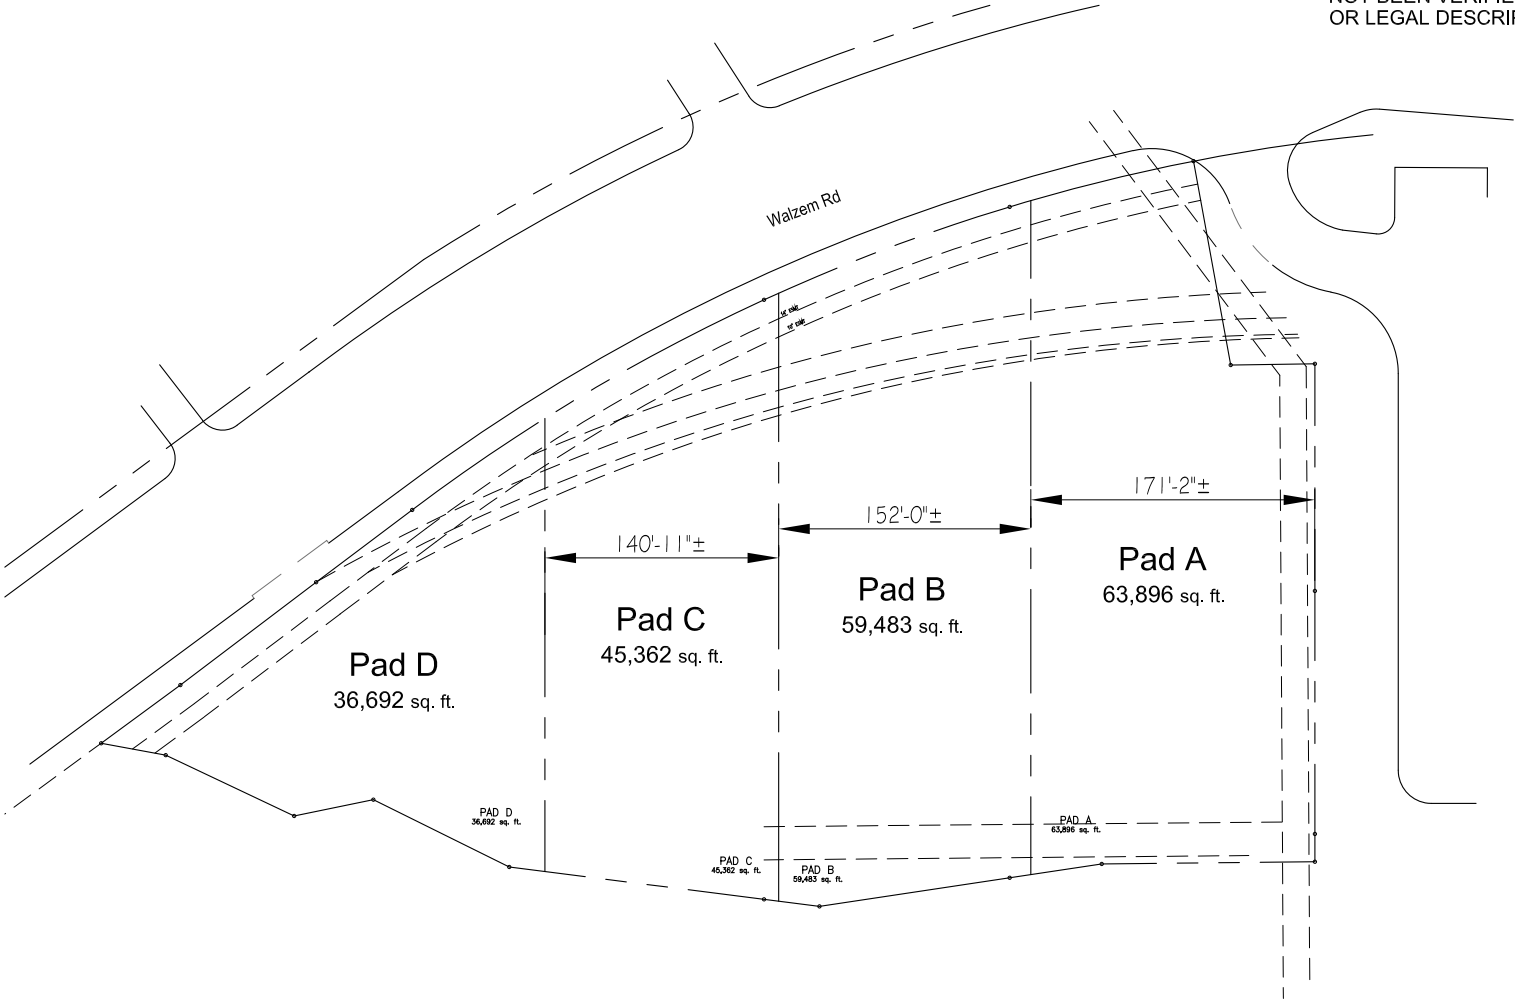 OR LEGAL DESCRI
Walzem Rd
171'-2"±
152'-0"±
140'-11"±
Pad A
63,896 sq. ft.
Pad B
59,483 sq. ft.
Pad C
45,362 sq. ft.
Pad D
36,692 sq. ft.
PAD D
36,692 sq. ft.
PAD A
63,896 sq. ft.
PAD C
45,362 sq. ft.
PAD B
59,483 sq. ft.